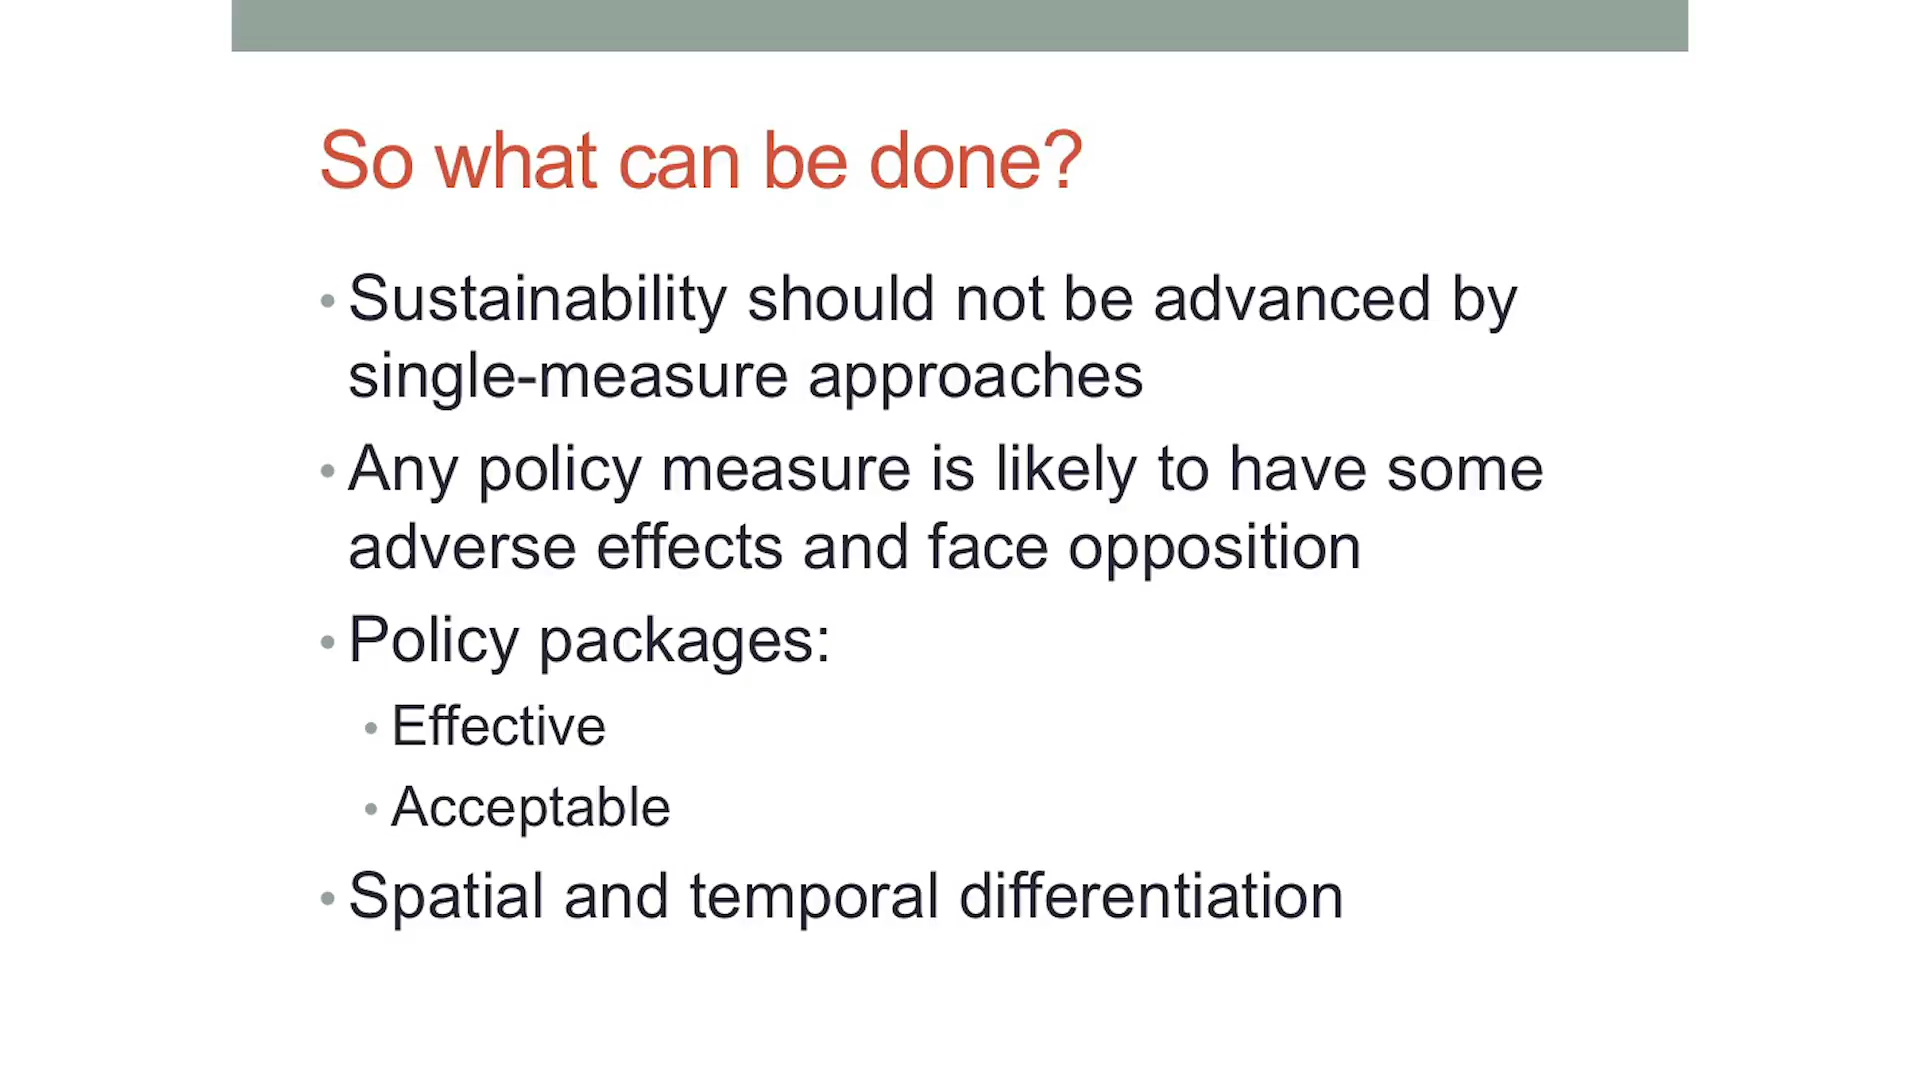 So what can be done?
• Sustainability should not be advanced by
single-measure approaches
• Any policy measure is likely to have some
adverse effects and face opposition
• Policy packages:
• Effective
• Acceptable
• Spatial and temporal differentiation